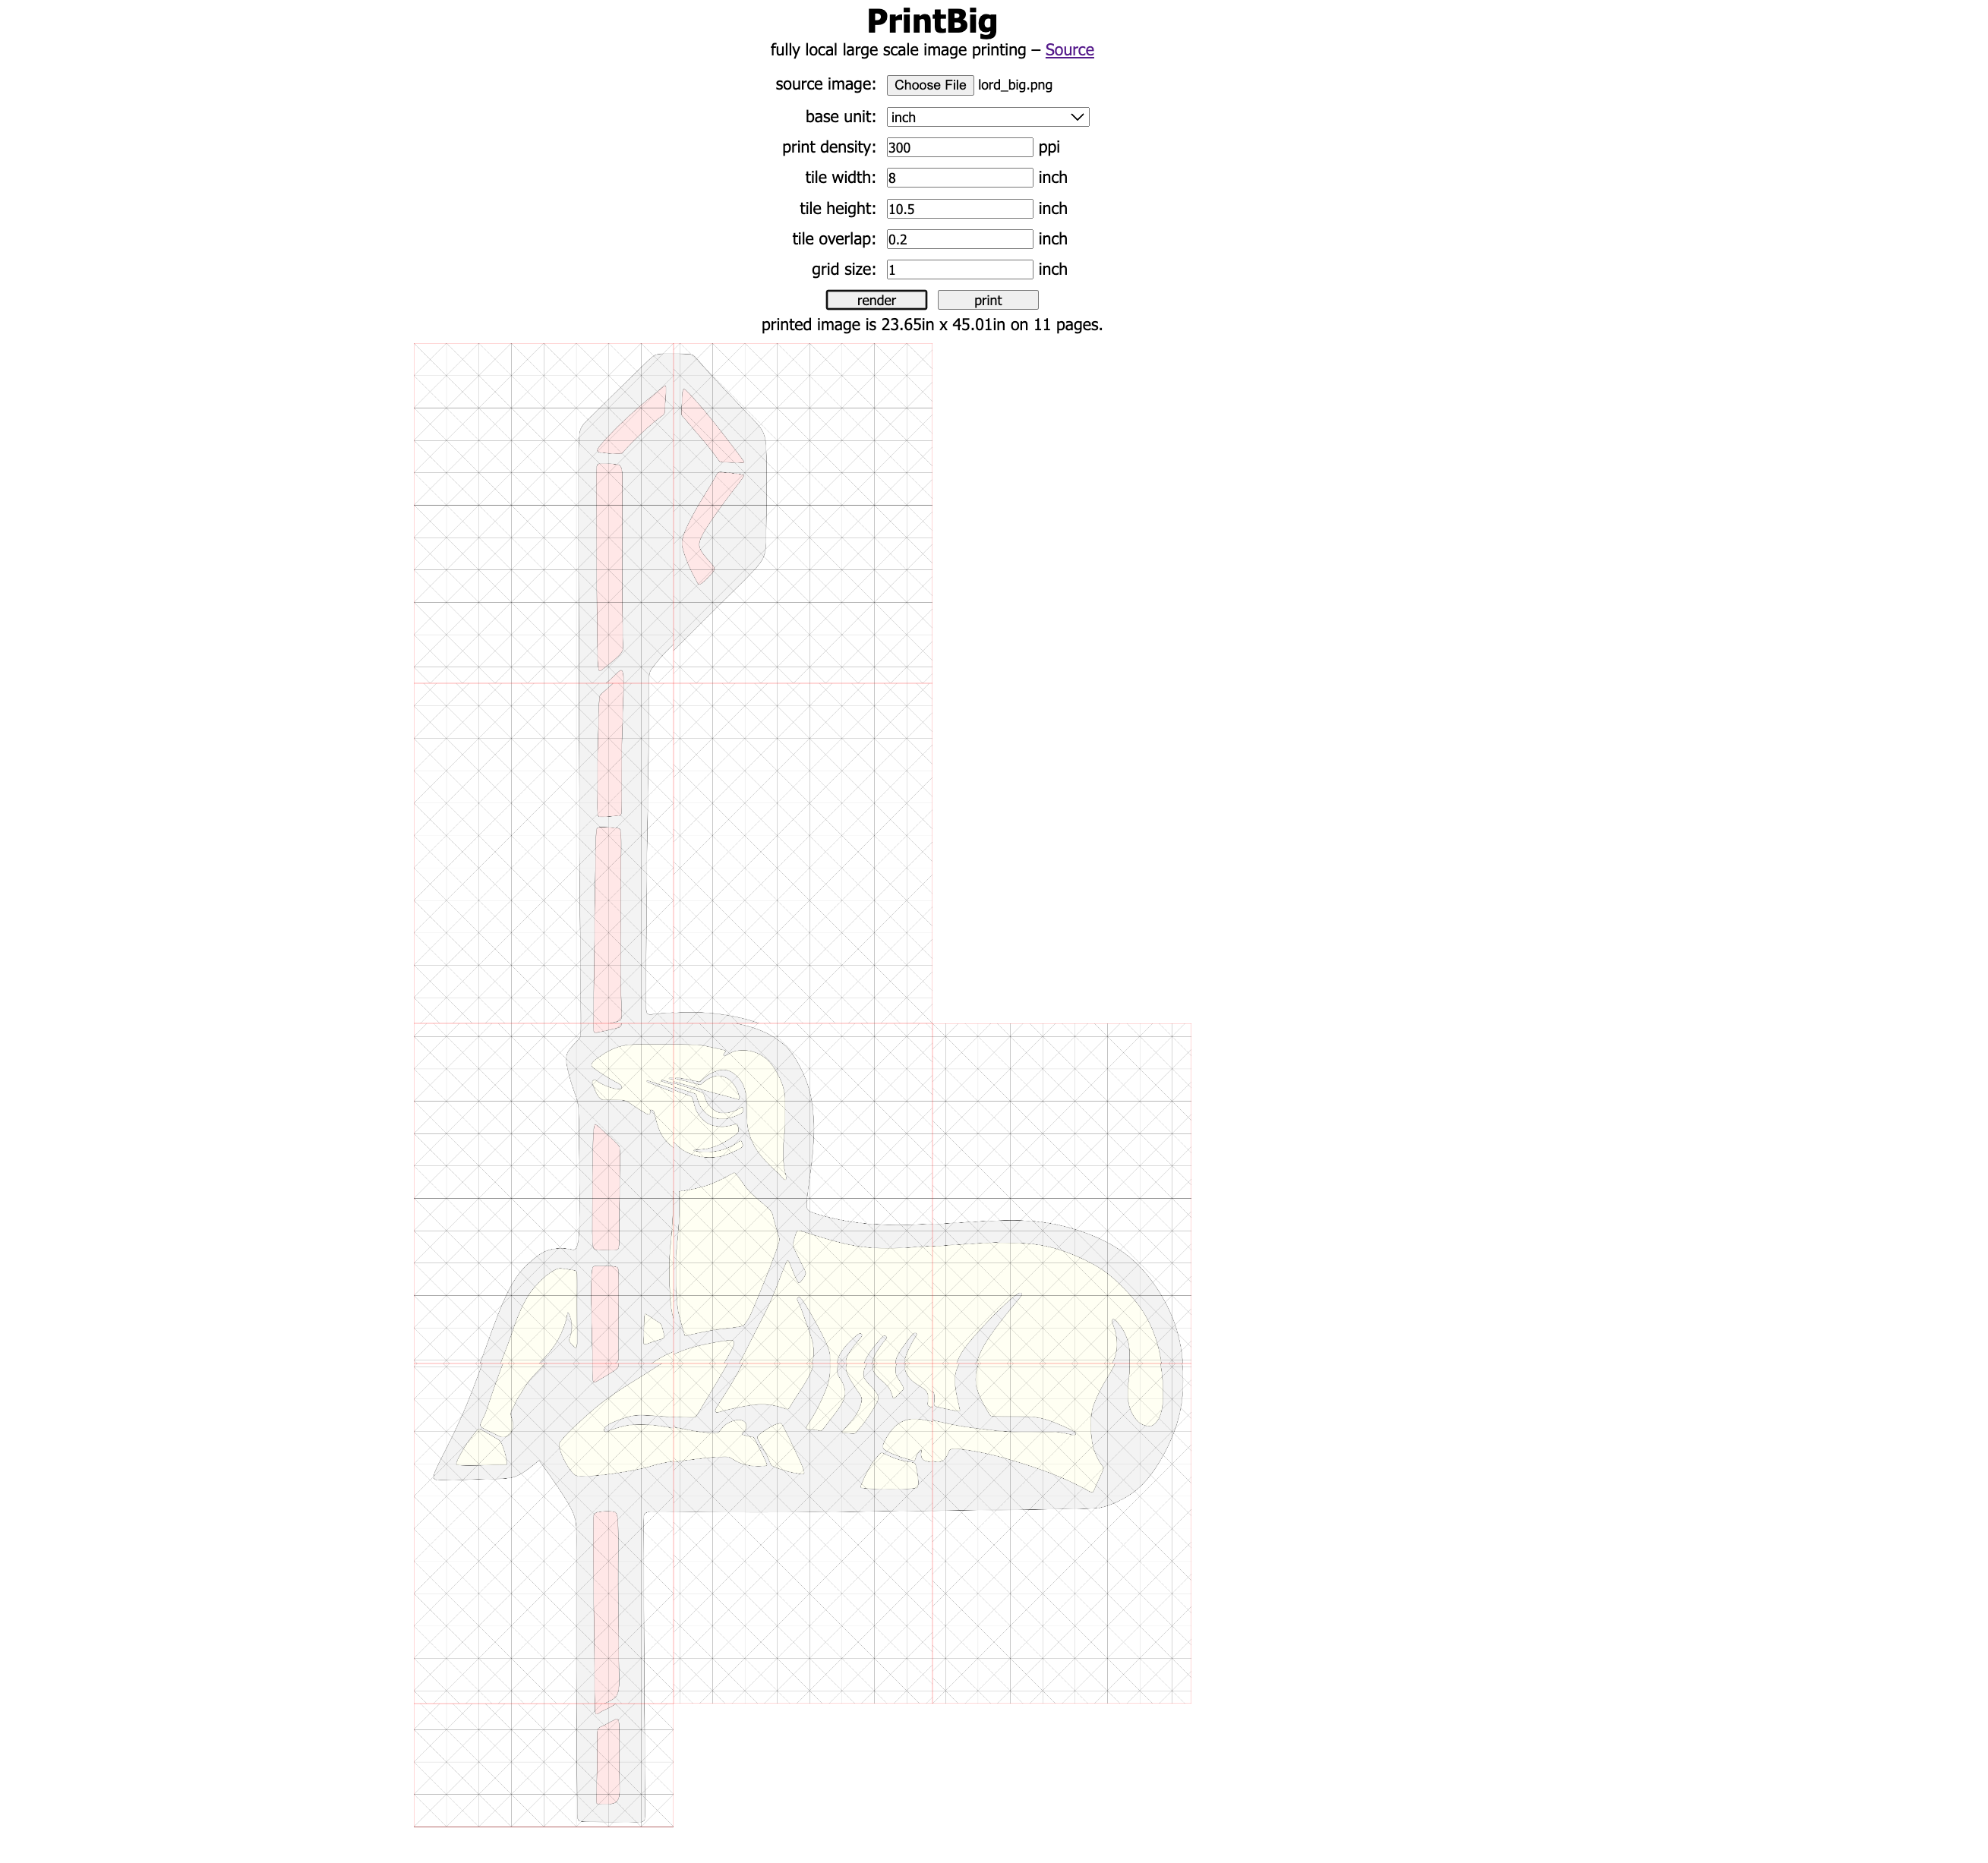 PrintBig
fully local large scale image printing – Source
source image: Choose File lord_big.png
base unit: inch
print density: 300 ppi
tile width: 8 inch
tile height: 10.5 inch
tile overlap: 0.2 inch
grid size: 1 inch
render print
printed image is 23.65in x 45.01in on 11 pages.